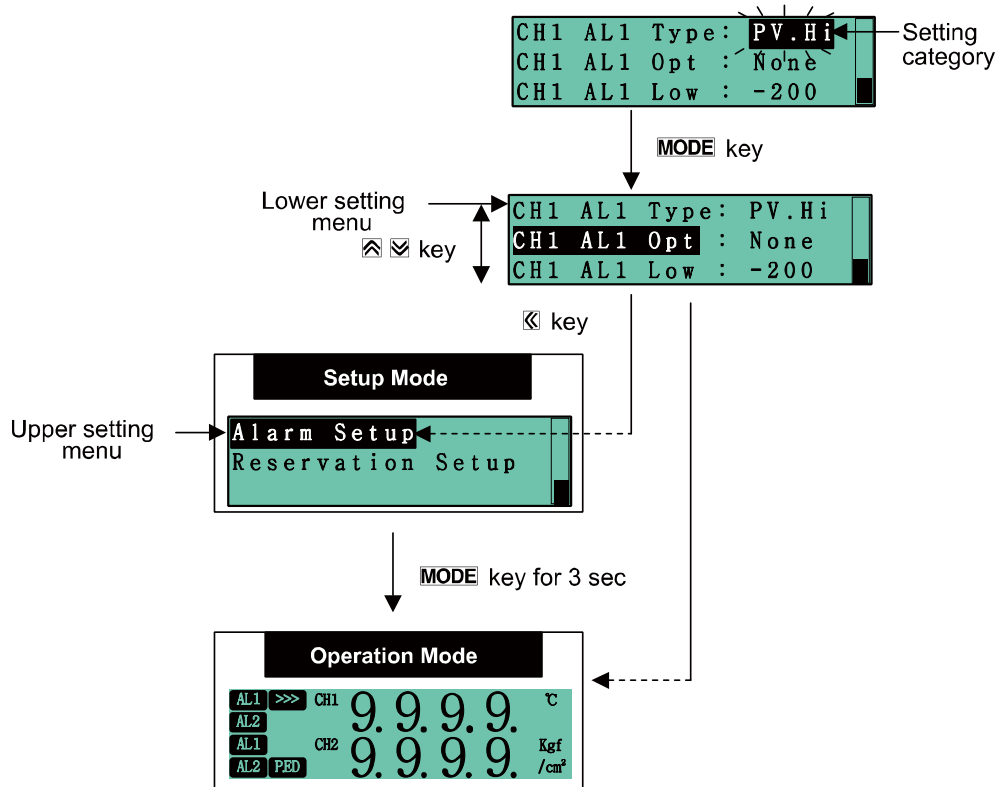 CH1 AL1 Type: PV.Hi
CH1 AL1 Opt : None
CH1 AL1 Low : -200
Setting
category
MODE key
Lower setting
menu
key
CH1 AL1 Type: PV.Hi
CH1 AL1 Opt : None
CH1 AL1 Low : -200
key
Setup Mode
Upper setting
menu
Alarm Setup
Reservation Setup
MODE key for 3 sec
Operation Mode
AL1 >>> CH1 9.9.9.9. ℃
AL2
AL1 CH2 9.9.9.9. Kgf
AL2 P.ED /cm²